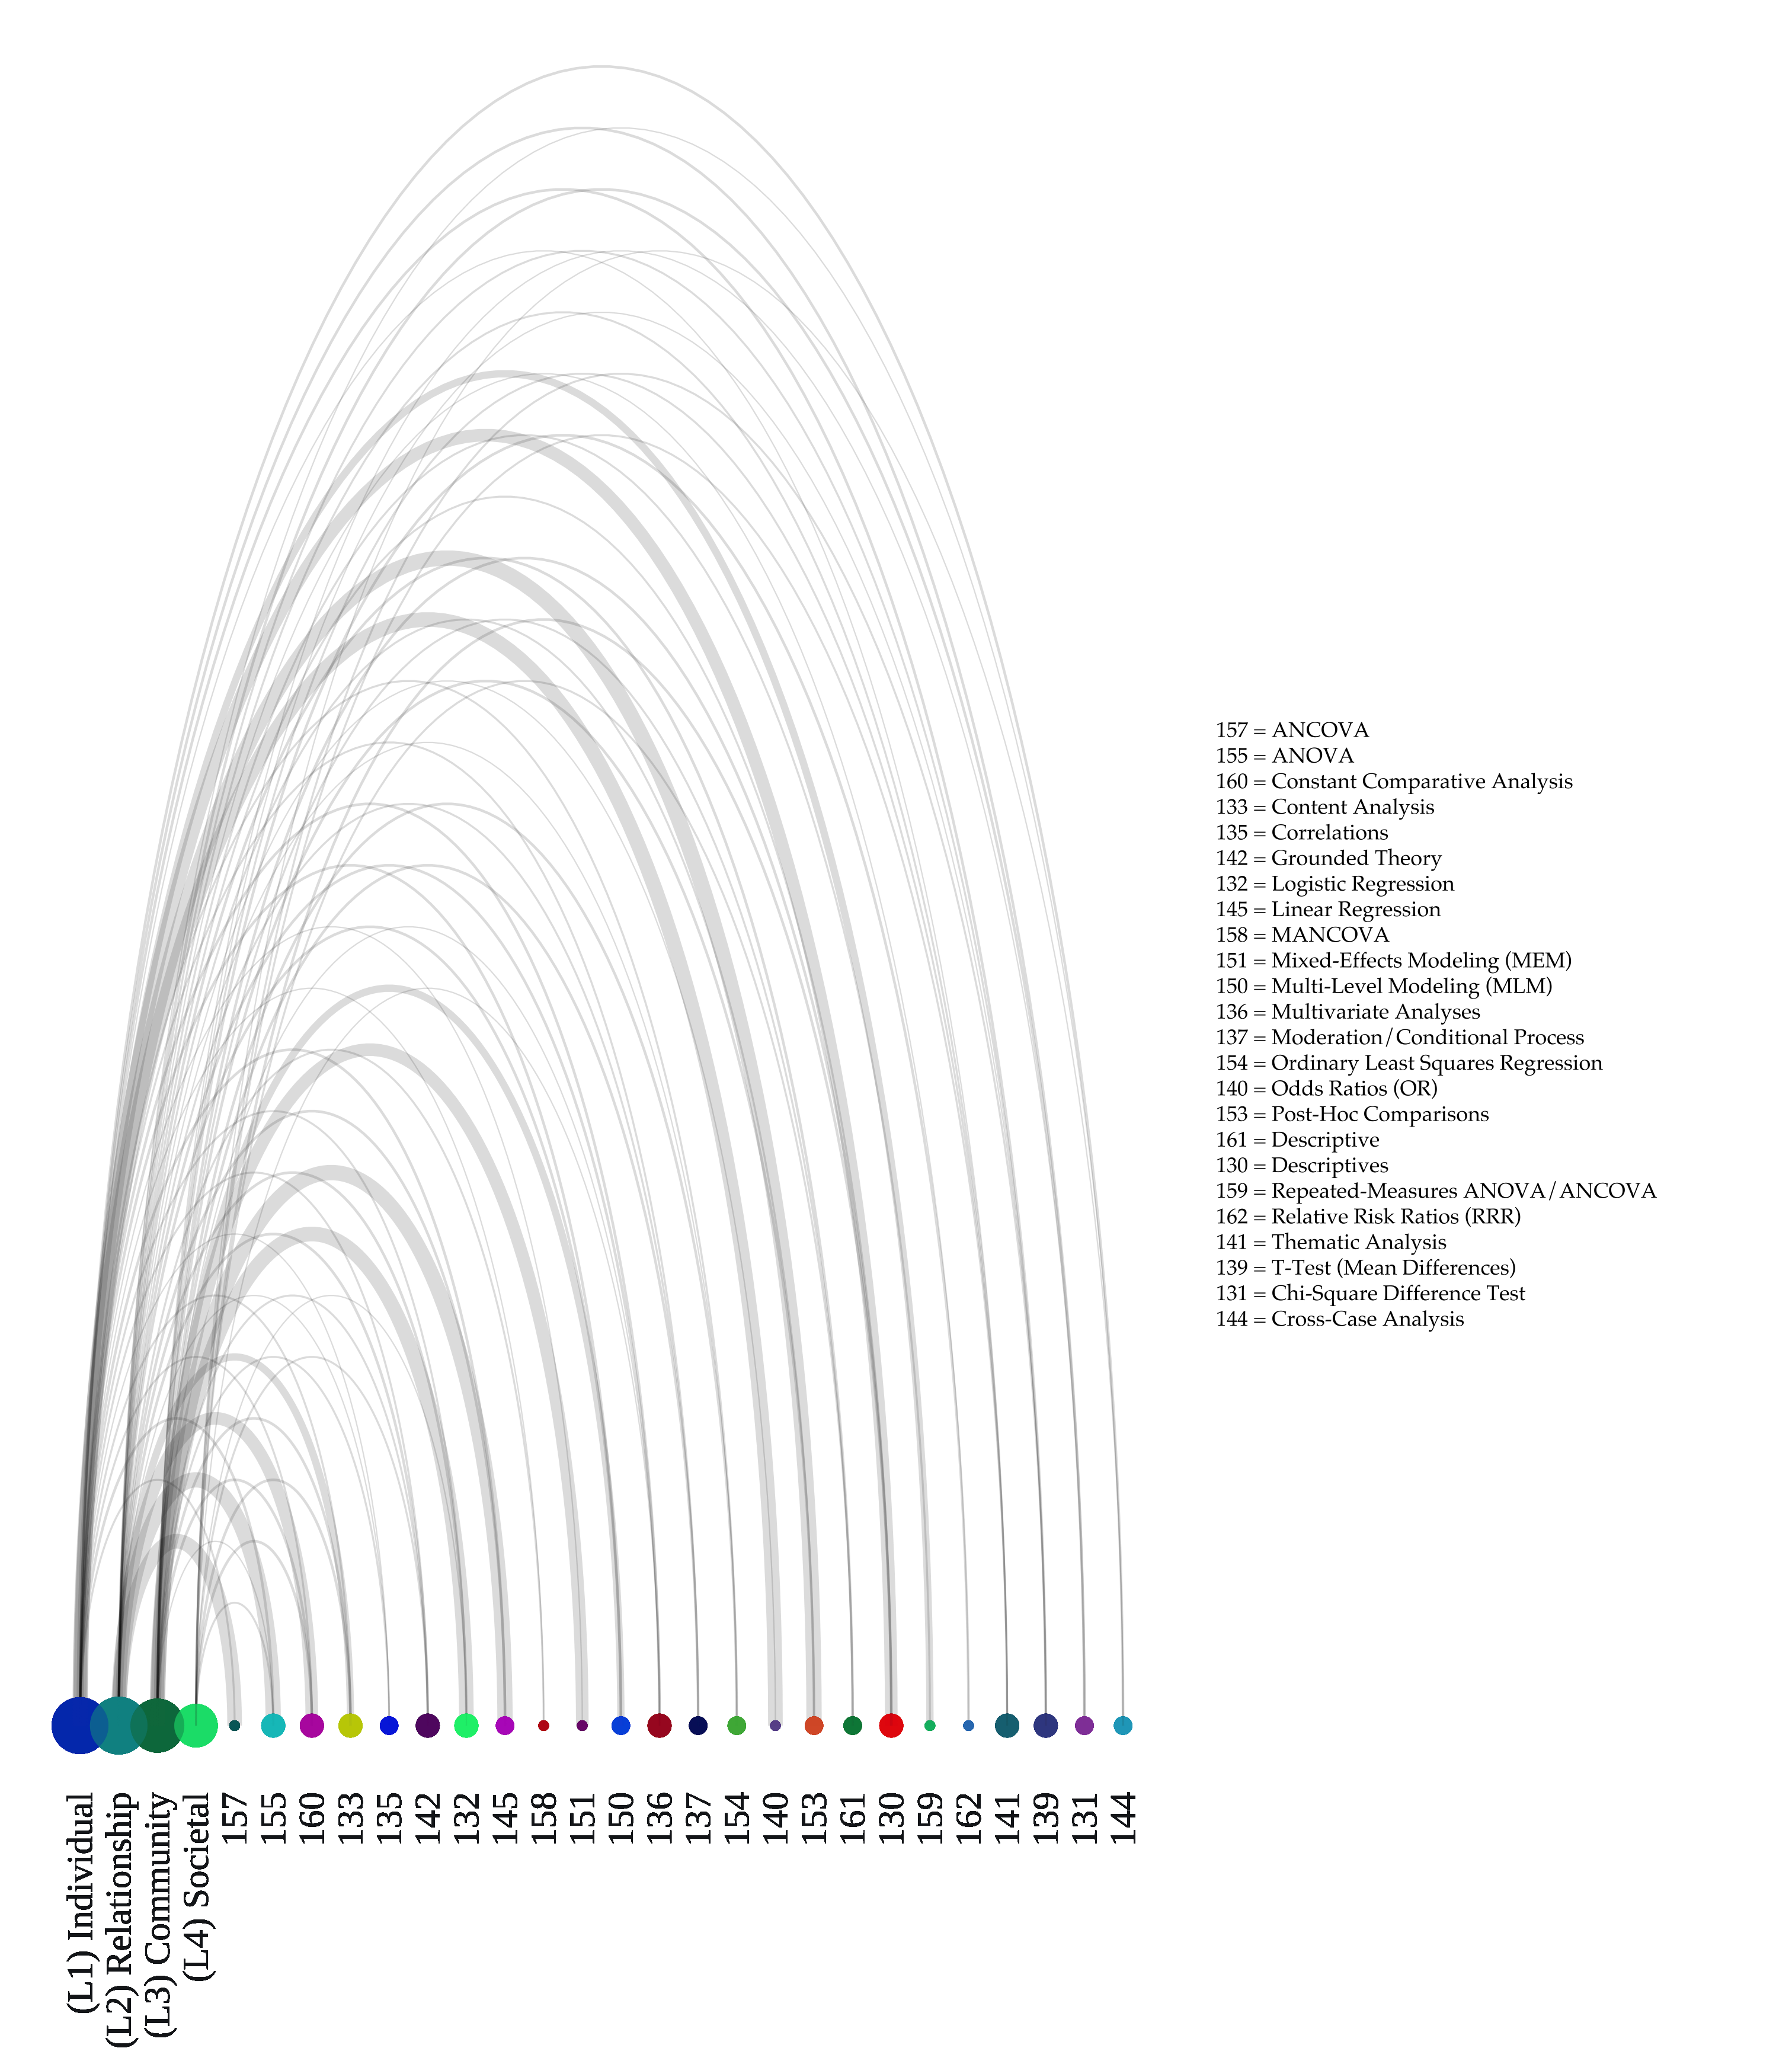 157 = ANCOVA
155 = ANOVA
160 = Constant Comparative Analysis
133 = Content Analysis
135 = Correlations
142 = Grounded Theory
132 = Logistic Regression
145 = Linear Regression
158 = MANCOVA
151 = Mixed-Effects Modeling (MEM)
150 = Multi-Level Modeling (MLM)
136 = Multivariate Analyses
137 = Moderation/Conditional Process
154 = Ordinary Least Squares Regression
140 = Odds Ratios (OR)
153 = Post-Hoc Comparisons
161 = Descriptive
130 = Descriptives
159 = Repeated-Measures ANOVA/ANCOVA
162 = Relative Risk Ratios (RRR)
141 = Thematic Analysis
139 = T-Test (Mean Differences)
131 = Chi-Square Difference Test
144 = Cross-Case Analysis
(L1) Individual
(L2) Relationship
(L3) Community
(L4) Societal
157
155
160
133
135
142
132
145
158
151
150
136
137
154
140
153
161
130
159
162
141
139
131
144